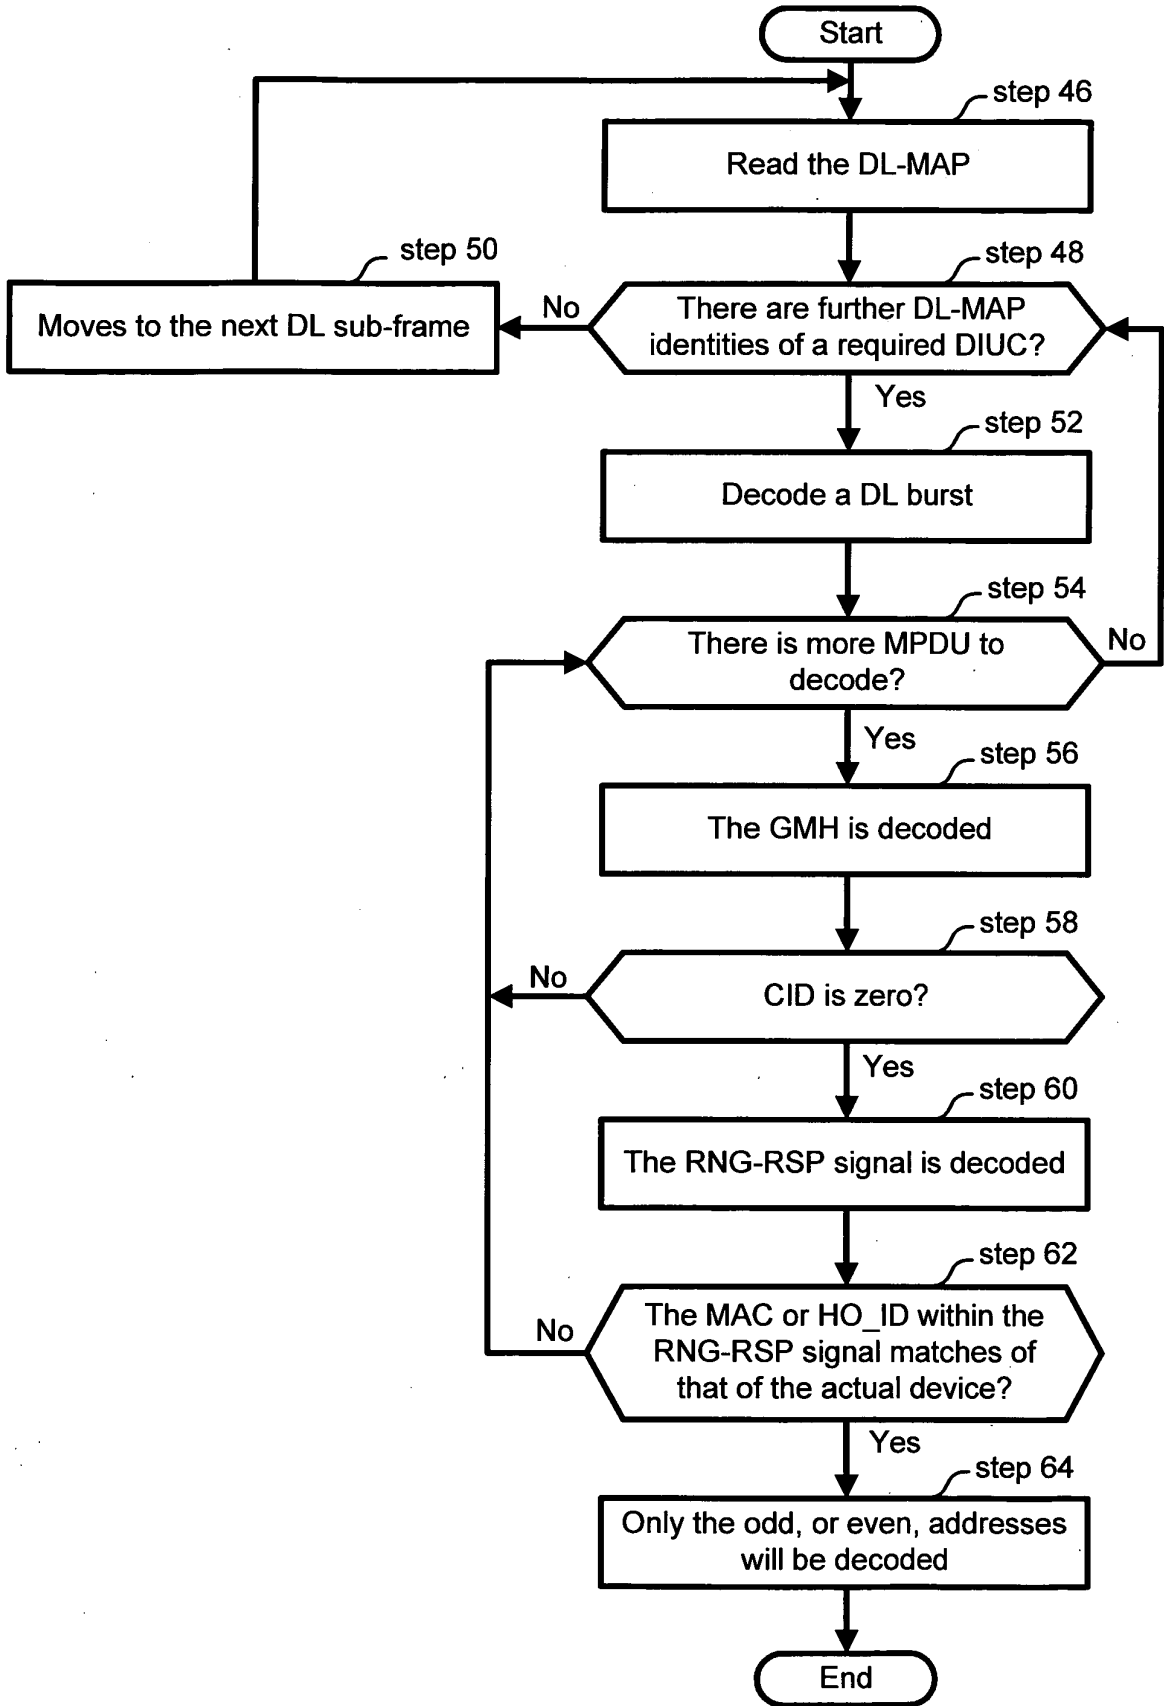 Start
step 46
Read the DL-MAP
step 50
step 48
Moves to the next DL sub-frame
No
There are further DL-MAP
identities of a required DIUC?
Yes
step 52
Decode a DL burst
step 54
There is more MPDU to
decode?
No
Yes
step 56
The GMH is decoded
step 58
No
CID is zero?
Yes
step 60
The RNG-RSP signal is decoded
step 62
No
The MAC or HO_ID within the
RNG-RSP signal matches of
that of the actual device?
Yes
step 64
Only the odd, or even, addresses
will be decoded
End